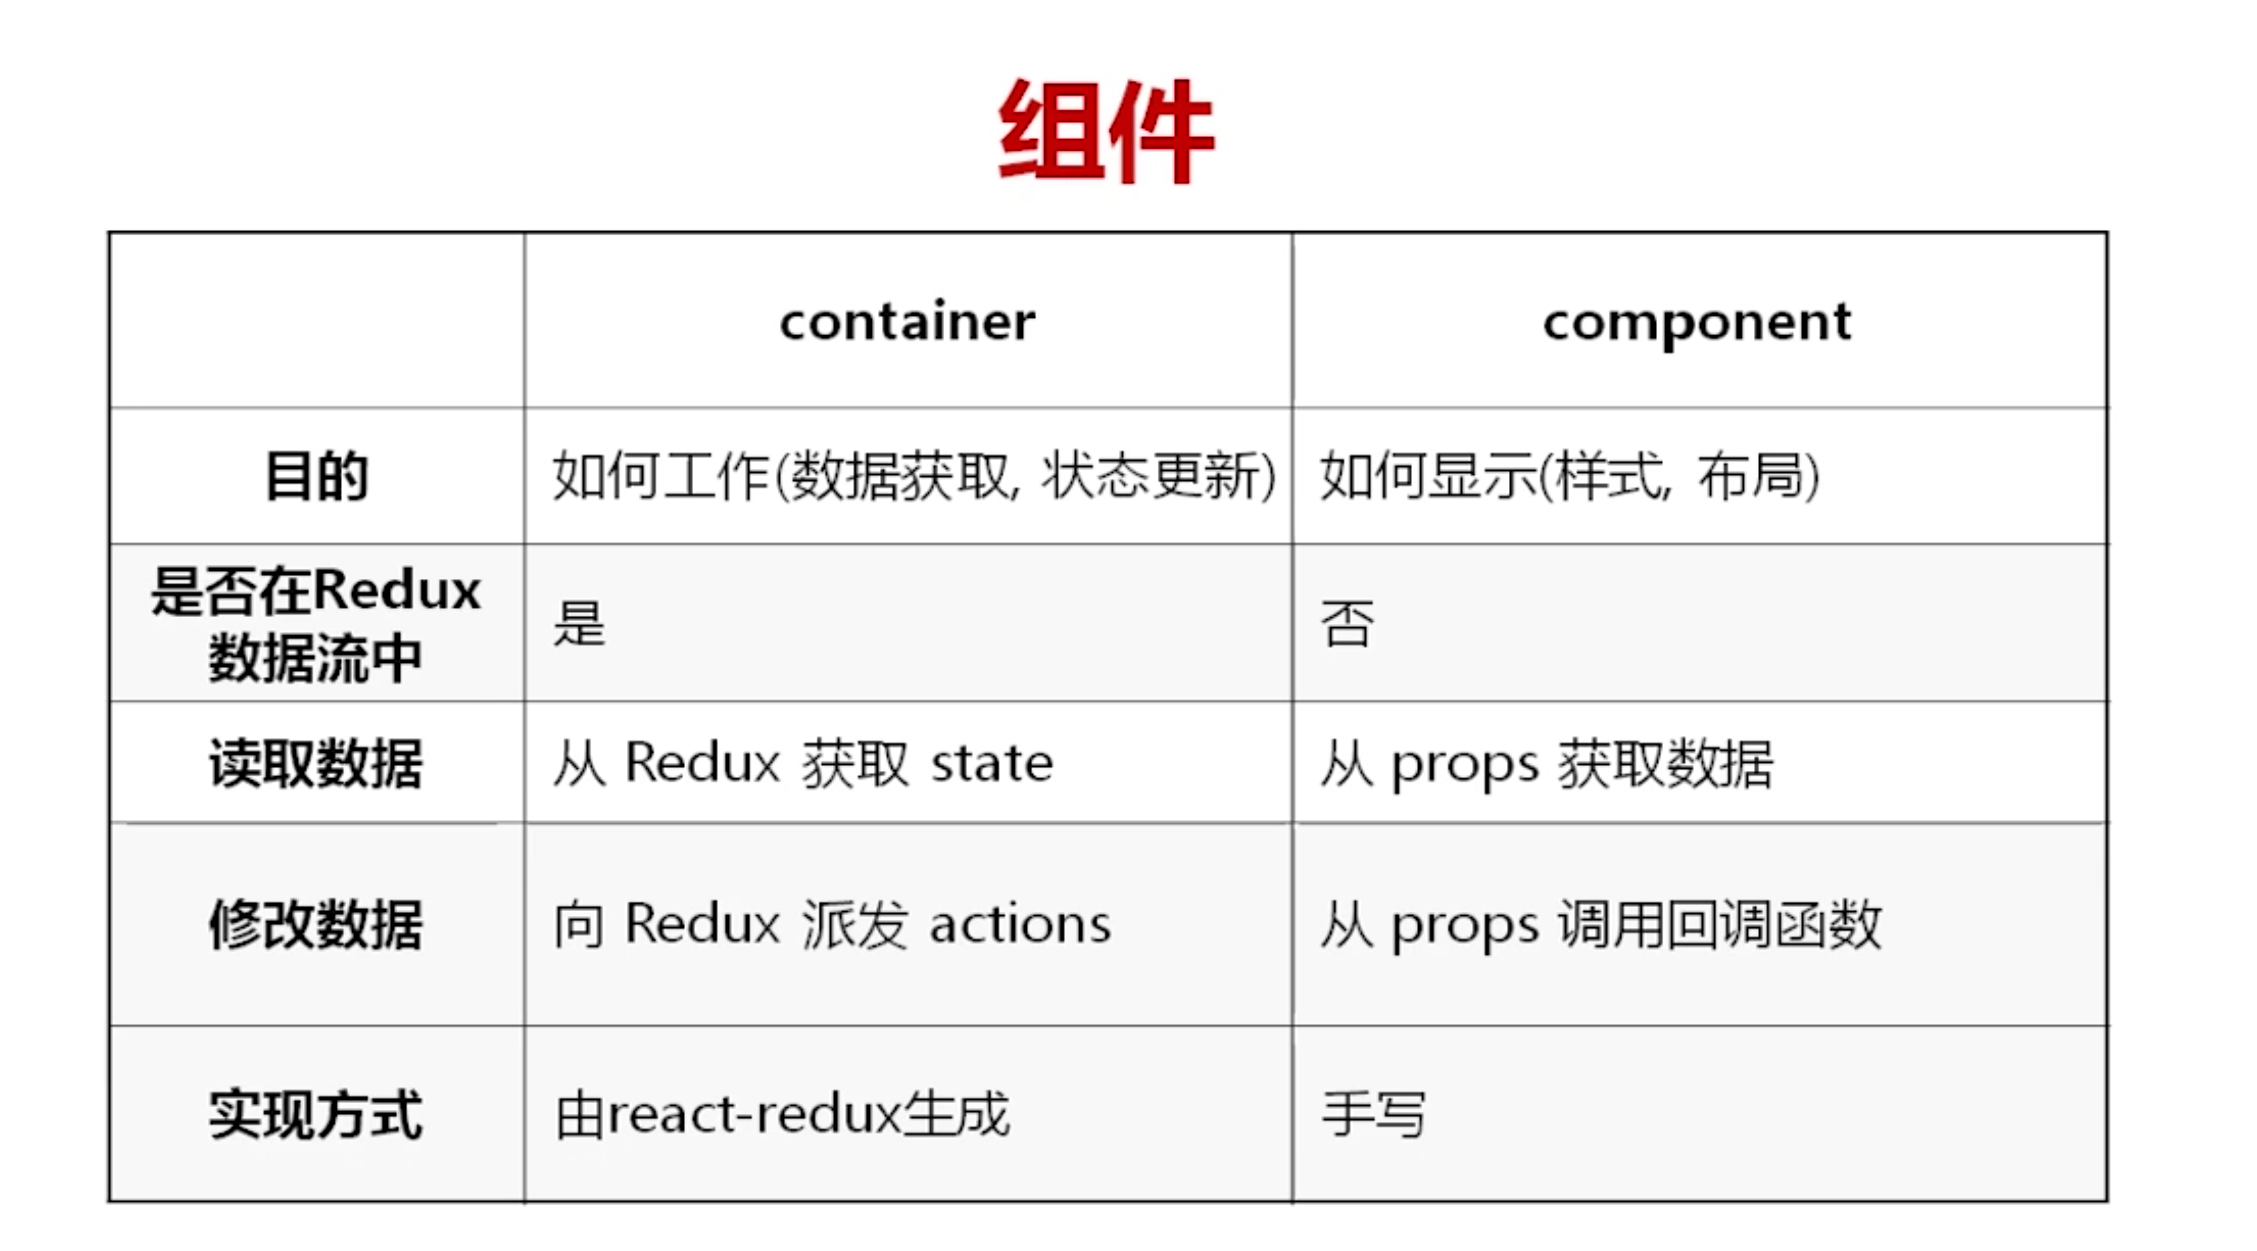 组件
container
component
目的
如何工作(数据获取, 状态更新)
如何显示(样式, 布局)
是否在Redux
数据流中
是
否
读取数据
从 Redux 获取 state
从 props 获取数据
修改数据
向 Redux 派发 actions
从 props 调用回调函数
实现方式
由react-redux生成
手写